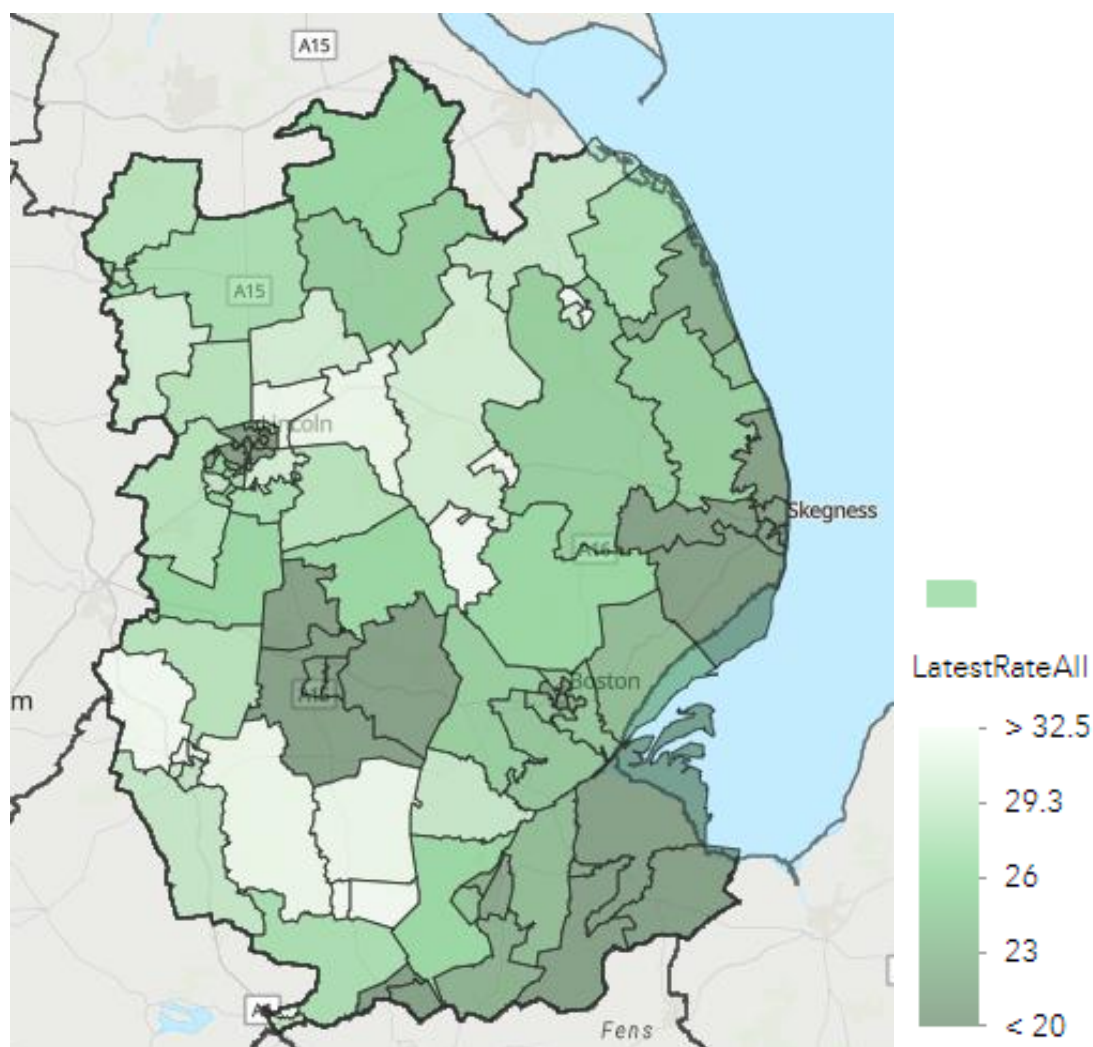 A15
A15
Lincoln
Skegness
A16
Boston
m
Fens
LatestRateAll
> 32.5
29.3
26
23
< 20